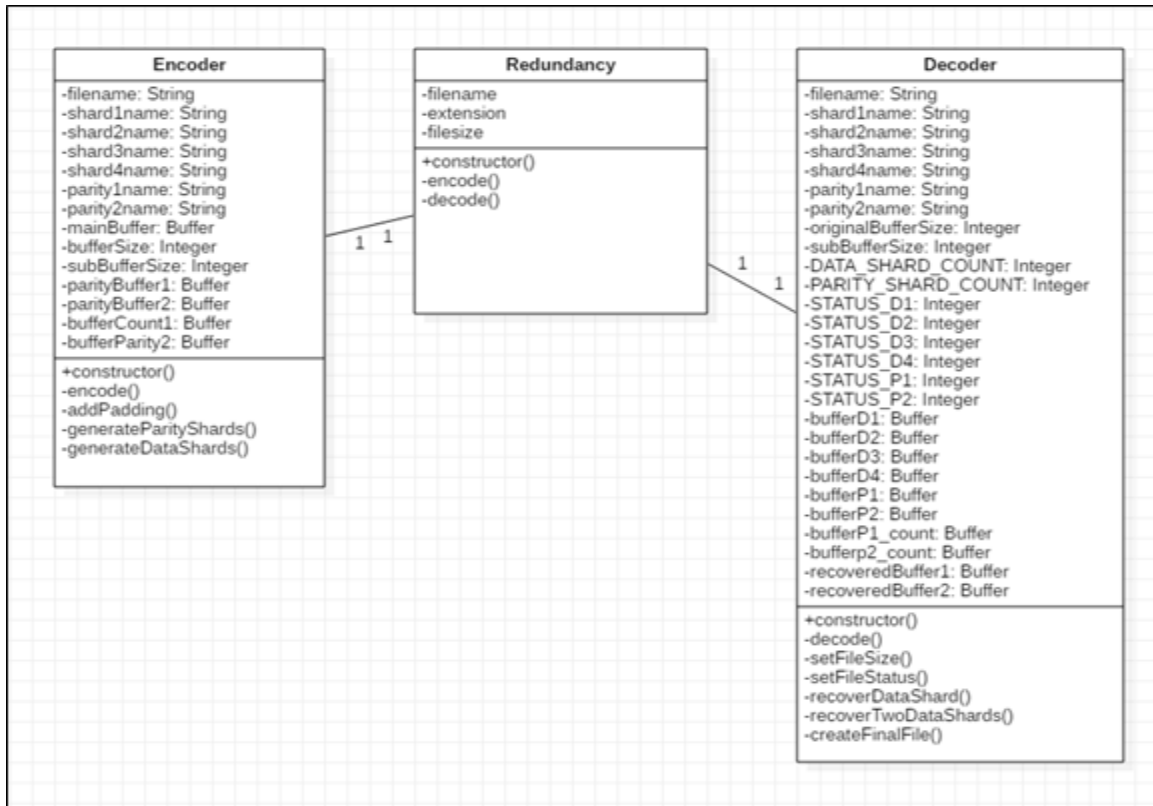 Encoder
-filename: String
-shard1name: String
-shard2name: String
-shard3name: String
-shard4name: String
-parity1name: String
-parity2name: String
-mainBuffer: Buffer
-bufferSize: Integer
-subBufferSize: Integer
-parityBuffer1: Buffer
-parityBuffer2: Buffer
-bufferCount1: Buffer
-bufferParity2: Buffer
+constructor()
-encode()
-addPadding()
-generateParityShards()
-generateDataShards()
1 1
Redundancy
-filename
-extension
-filesize
+constructor()
-encode()
-decode()
1
1
Decoder
-filename: String
-shard1name: String
-shard2name: String
-shard3name: String
-shard4name: String
-parity1name: String
-parity2name: String
-originalBufferSize: Integer
-subBufferSize: Integer
-DATA_SHARD_COUNT: Integer
-PARITY_SHARD_COUNT: Integer
-STATUS_D1: Integer
-STATUS_D2: Integer
-STATUS_D3: Integer
-STATUS_D4: Integer
-STATUS_P1: Integer
-STATUS_P2: Integer
-bufferD1: Buffer
-bufferD2: Buffer
-bufferD3: Buffer
-bufferD4: Buffer
-bufferP1: Buffer
-bufferP2: Buffer
-bufferP1_count: Buffer
-bufferp2_count: Buffer
-recoveredBuffer1: Buffer
-recoveredBuffer2: Buffer
+constructor()
-decode()
-setFileSize()
-setFileStatus()
-recoverDataShard()
-recoverTwoDataShards()
-createFinalFile()